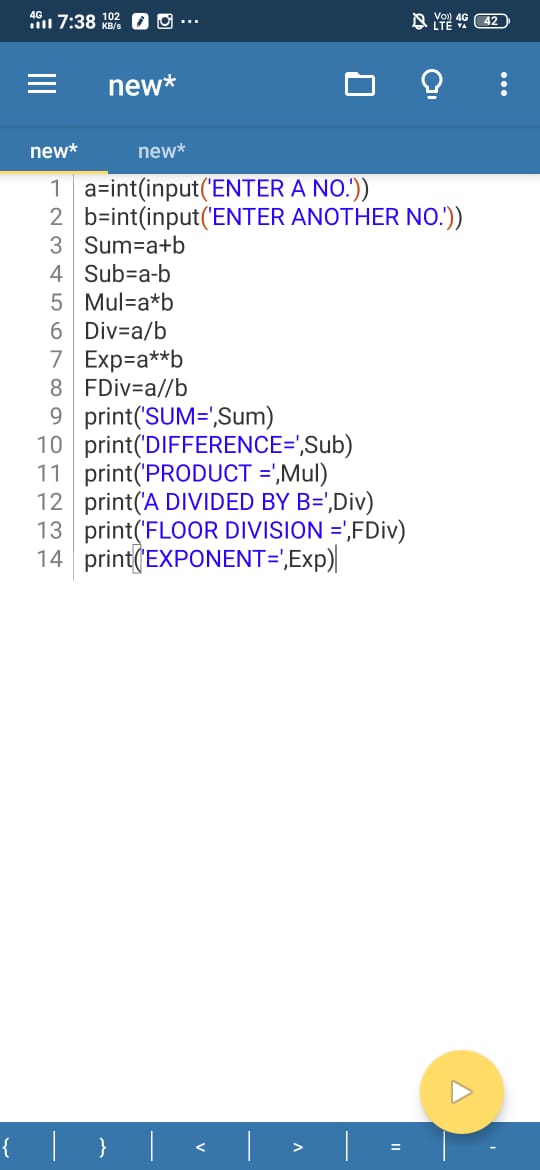 4G 7:38 102 KB/s ... Vo)) LTE 4G 42
new*
new* new*
1 a=int(input('ENTER A NO.'))
2 b=int(input('ENTER ANOTHER NO.'))
3 Sum=a+b
4 Sub=a-b
5 Mul=a*b
6 Div=a/b
7 Exp=a**b
8 FDiv=a//b
9 print('SUM=',Sum)
10 print('DIFFERENCE=',Sub)
11 print('PRODUCT =',Mul)
12 print('A DIVIDED BY B=',Div)
13 print('FLOOR DIVISION =',FDiv)
14 print('EXPONENT=',Exp)
{ | } | < | > | = | -